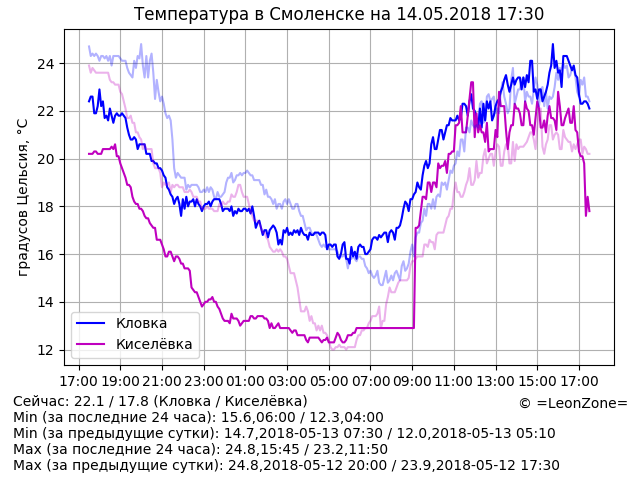 Температура в Смоленске на 14.05.2018 17:30
градусов Цельсия, °C
24
22
20
18
16
14
12
Кловка
Киселёвка
17:00 19:00 21:00 23:00 01:00 03:00 05:00 07:00 09:00 11:00 13:00 15:00 17:00
Сейчас: 22.1 / 17.8 (Кловка / Киселёвка)
© =LeonZone=
Min (за последние 24 часа): 15.6,06:00 / 12.3,04:00
Min (за предыдущие сутки): 14.7,2018-05-13 07:30 / 12.0,2018-05-13 05:10
Max (за последние 24 часа): 24.8,15:45 / 23.2,11:50
Max (за предыдущие сутки): 24.8,2018-05-12 20:00 / 23.9,2018-05-12 17:30